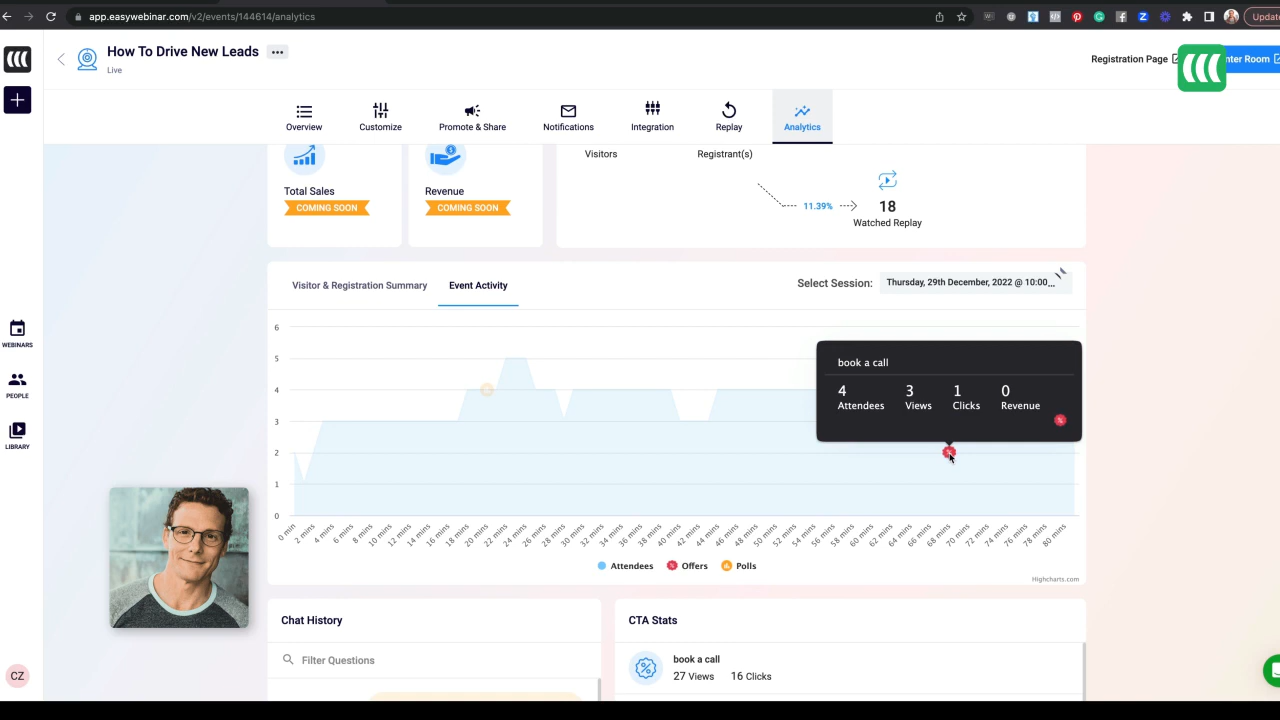 app.easywebinar.com/v2/events/144614/analytics
Update
How To Drive New Leads
Live
Registration Page
nter Room
Overview
Customize
Promote & Share
Notifications
Integration
Replay
Analytics
Total Sales
COMING SOON
Revenue
COMING SOON
Visitors
Registrant(s)
11.39%
18
Watched Replay
WEBINARS
PEOPLE
LIBRARY
CZ
Visitor & Registration Summary
Event Activity
Select Session:
Thursday, 29th December, 2022 @ 10:00...
6
5
4
3
2
1
0
book a call
4 3 1 0
Attendees Views Clicks Revenue
0 min 2 mins 4 mins 6 mins 8 mins 10 mins 12 mins 14 mins 16 mins 18 mins 20 mins 22 mins 24 mins 26 mins 28 mins 30 mins 32 mins 34 mins 36 mins 38 mins 40 mins 42 mins 44 mins 46 mins 48 mins 50 mins 52 mins 54 mins 56 mins 58 mins 60 mins 62 mins 64 mins 66 mins 68 mins 70 mins 72 mins 74 mins 76 mins 78 mins 80 mins
Attendees Offers Polls
Highcharts.com
Chat History
Filter Questions
CTA Stats
book a call
27 Views 16 Clicks